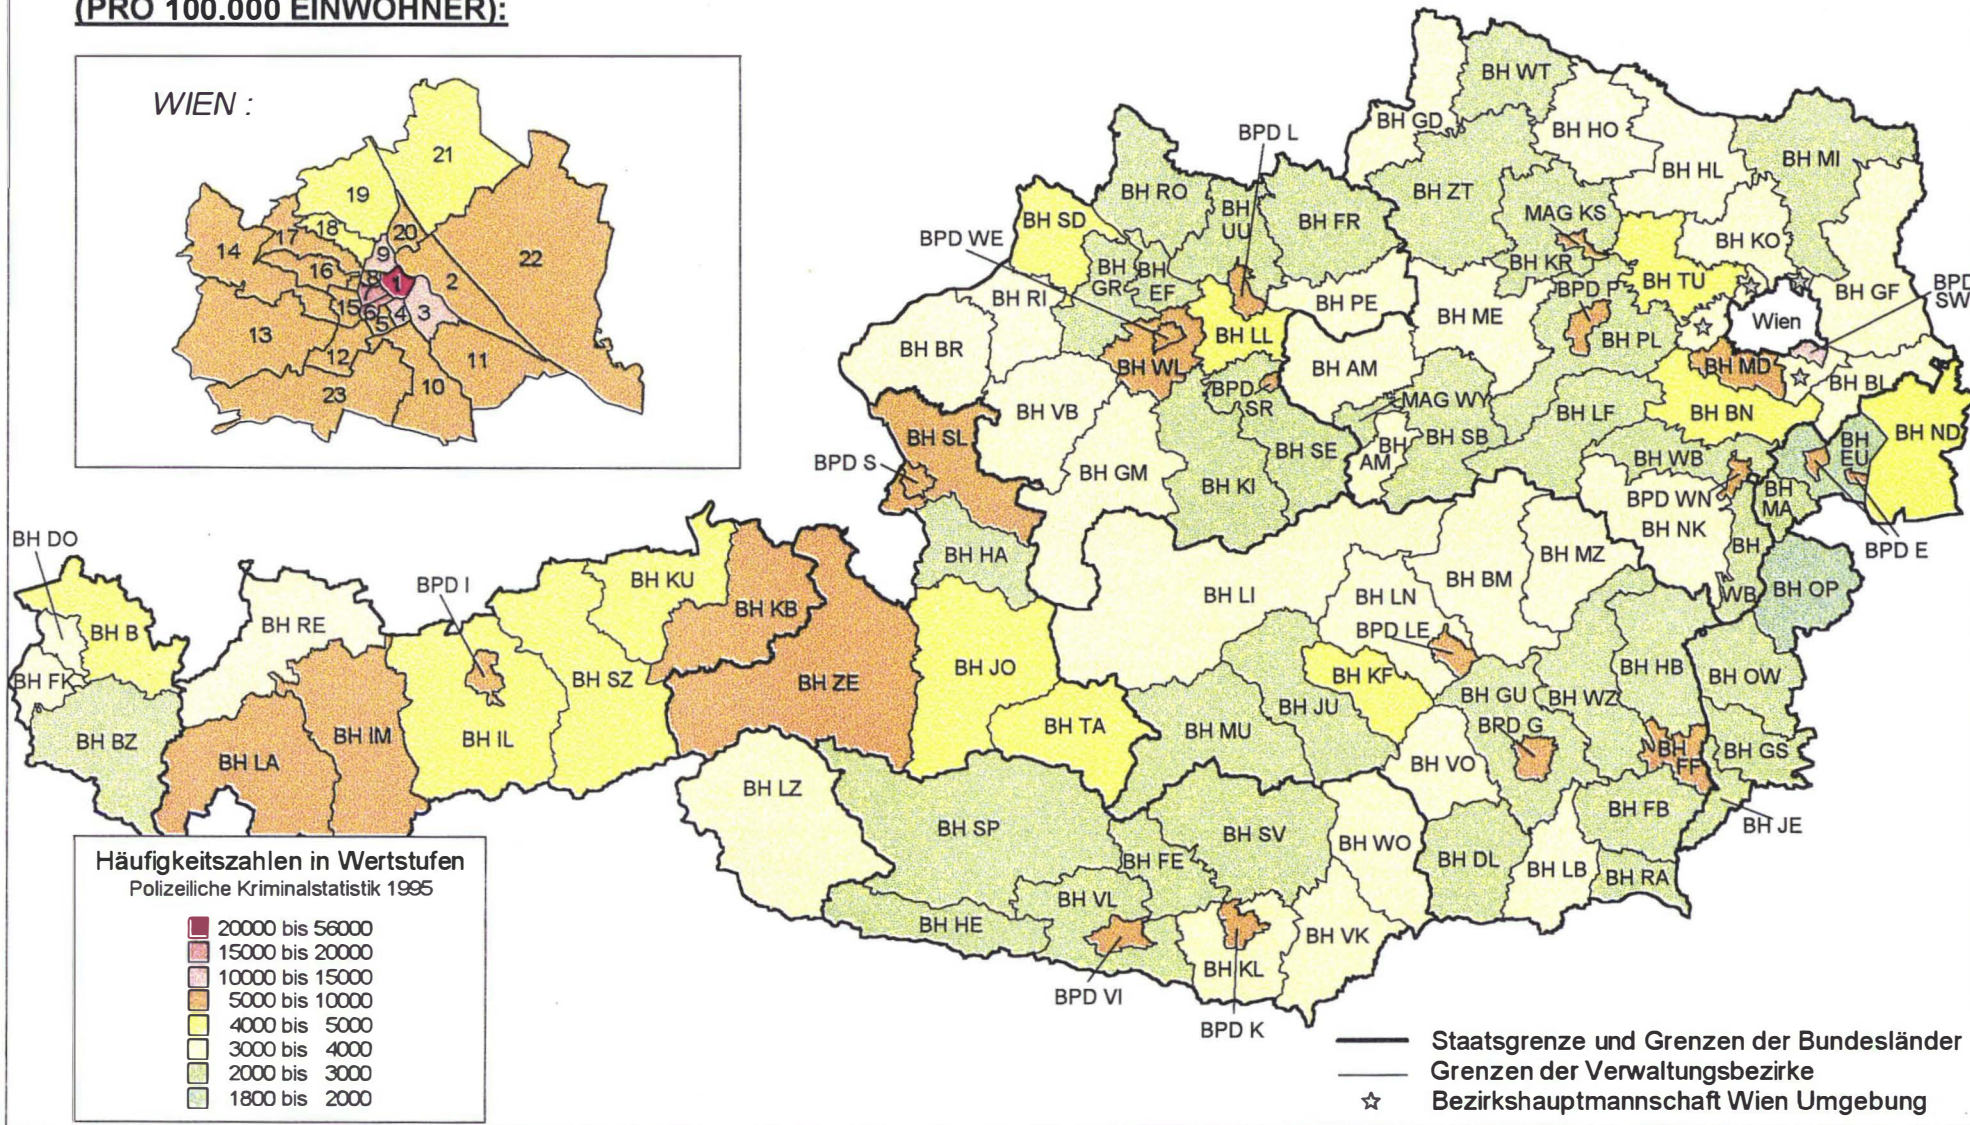 (PRO 100.000 EINWOHNER):
WIEN :
21
19
18
17
14
16
20
9
8
1
2
22
7
15
6
5
4
3
13
12
11
10
23
BH WT
BH GD
BH HO
BPD L
BH MI
BH HL
BH RO
BH UU
BH FR
BH ZT
MAG KS
BH SD
BPD WE
BH KO
BH GR
BH EF
BH KR
BH TU
BH RI
BH PE
BPD P
BH GF
BPD SW
BH ME
Wien
BH LL
BH PL
BH BR
BH WL
BH AM
BH MD
BH BL
BPD SR
MAG WY
BH VB
BH LF
BH BN
BH SL
BH SB
BH ND
BH AM
BH EU
BH SE
BPD S
BH GM
BH WB
BH KI
BPD WN
BH MA
BH NK
BH DO
BH HA
BH MZ
BH WB
BPD E
BH KU
BPD I
BH BM
BH OP
BH LI
BH LN
BH KB
BH RE
BH B
BPD LE
BH JO
BH HB
BH FK
BH SZ
BH ZE
BH KF
BH OW
BH GU
BH WZ
BH JU
BH TA
BH MU
BPD G
BH BZ
BH IM
BH IL
BH LA
BH VO
BH FF
BH GS
BH LZ
BH FB
BH SP
BH SV
BH WO
BH JE
BH FE
BH DL
BH LB
BH RA
BH VL
BH HE
BH VK
BH KL
BPD VI
BPD K
Häufigkeitszahlen in Wertstufen
Polizeiliche Kriminalstatistik 1995
20000 bis 56000
15000 bis 20000
10000 bis 15000
5000 bis 10000
4000 bis 5000
3000 bis 4000
2000 bis 3000
1800 bis 2000
Staatsgrenze und Grenzen der Bundesländer
Grenzen der Verwaltungsbezirke
Bezirkshauptmannschaft Wien Umgebung